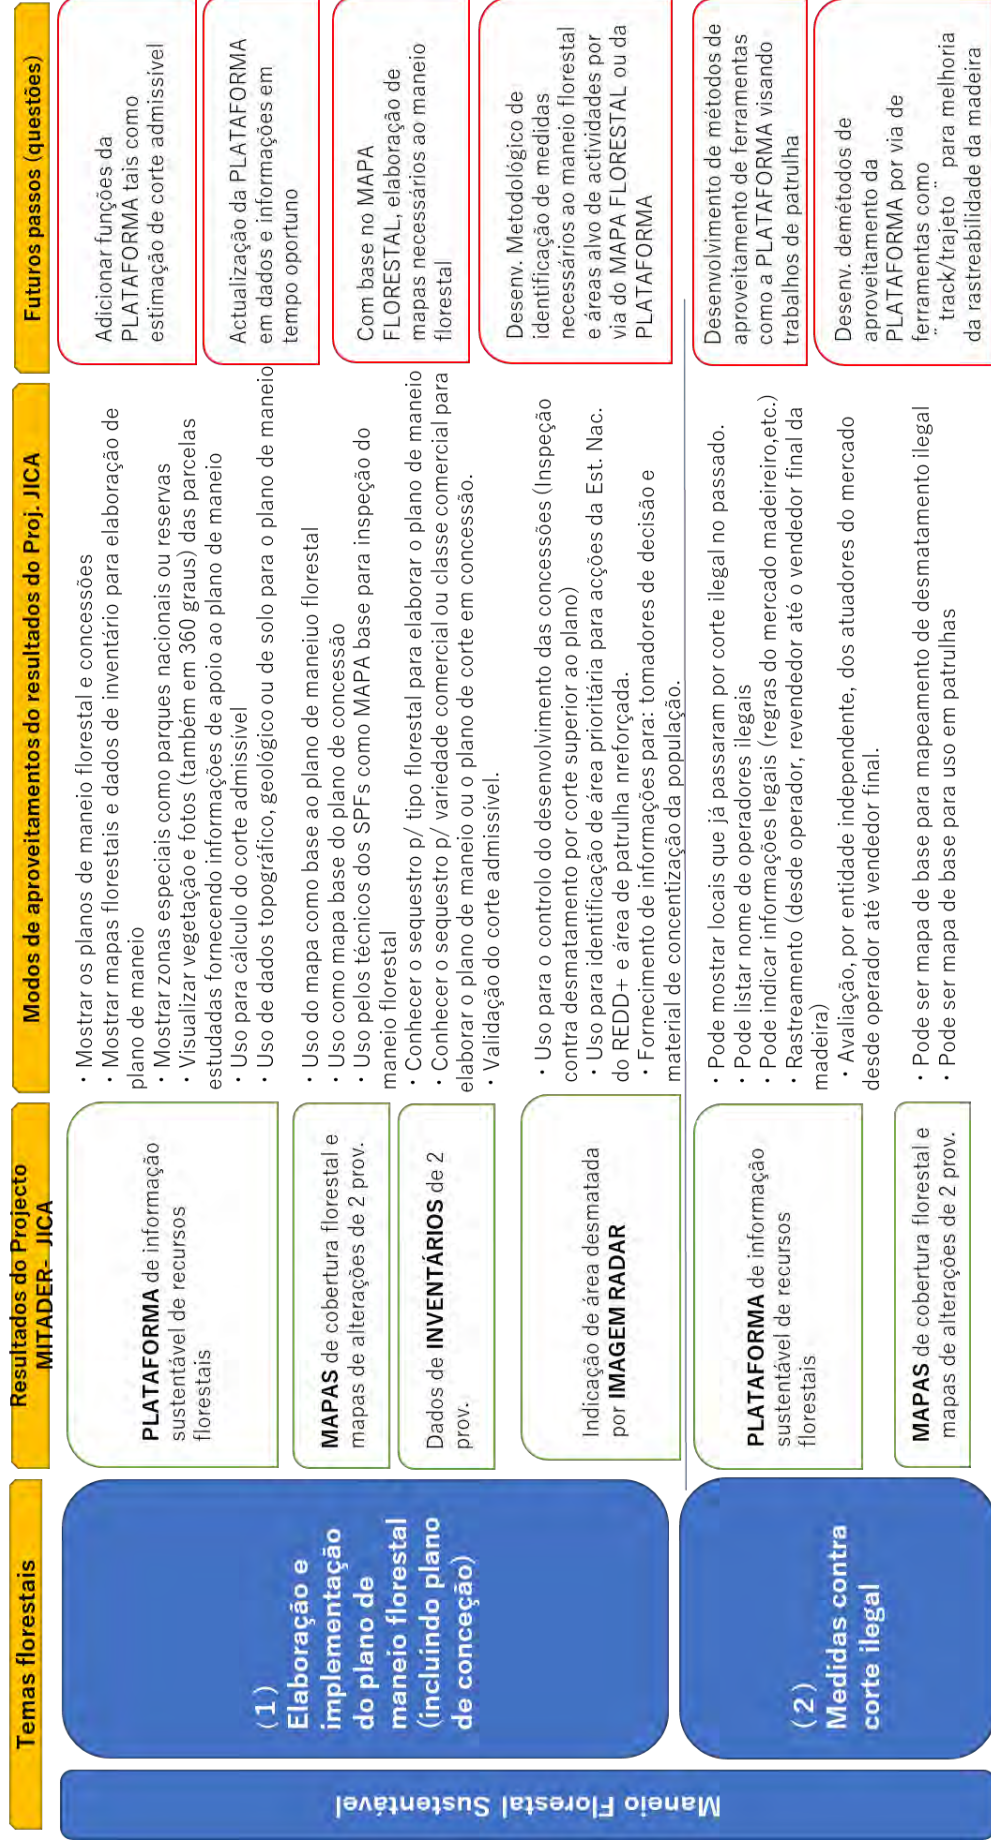 Temas florestais
Resultados do Projecto
MITADER- JICA
Modos de aproveitamentos do resultados do Proj. JICA
Futuros passos (questões)
Maneio Florestal Sustentável
(1)
Elaboração e
implementação
do plano de
maneio florestal
(incluíndo plano
de conceção)
PLATAFORMA de informação
sustentável de recursos
florestais
MAPAS de cobertura florestal e
mapas de alterações de 2 prov.
Dados de INVENTÁRIOS de 2
prov.
Indicação de área desmatada
por IMAGEM RADAR
・Mostrar os planos de maneio florestal e concessões
・Mostrar mapas florestais e dados de inventário para elaboração de
plano de maneio
・Mostrar zonas especiais como parques nacionais ou reservas
・Visualizar vegetação e fotos (também em 360 graus) das parcelas
estudadas fornecendo informações de apoio ao plano de maneio
・Uso para cálculo do corte admissível
・Uso de dados topográfico, geológico ou de solo para o plano de maneio
・Uso do mapa como base ao plano de maneiuo florestal
・Uso como mapa base do plano de concessão
・Uso pelos técnicos dos SPFs como MAPA base para inspeção do
maneio florestal
・Conhecer o sequestro p/ tipo florestal para elaborar o plano de maneio
・Conhecer o sequestro p/ variedade comercial ou classe comercial para
elaborar o plano de maneio ou o plano de corte em concessão.
・Validação do corte admissível.
・Uso para o controlo do desenvolvimento das concessões (Inspeção
contra desmatamento por corte superior ao plano)
・Uso para identificação de área prioritária para acções da Est. Nac.
do REDD+ e área de patrulha nreforçada.
・Fornecimento de informações para: tomadores de decisão e
material de concentização da população.
Adicionar funções da
PLATAFORMA tais como
estimação de corte admissível
Actualização da PLATAFORMA
em dados e informações em
tempo oportuno
Com base no MAPA
FLORESTAL, elaboração de
mapas necessários ao maneio
florestal
Desenv. Metodológico de
identificação de medidas
necessários ao maneio florestal
e áreas alvo de actividades por
via do MAPA FLORESTAL ou da
PLATAFORMA
(2)
Medidas contra
corte ilegal
PLATAFORMA de informação
sustentável de recursos
florestais
MAPAS de cobertura florestal e
mapas de alterações de 2 prov.
・Pode mostrar locais que já passaram por corte ilegal no passado.
・Pode listar nome de operadores ilegais
・Pode indicar informações legais (regras do mercado madeireiro,etc.)
・Rastreamento (desde operador, revendedor até o vendedor final da
madeira)
・Avaliação, por entidade independente, dos atuadores do mercado
desde operador até vendedor final.
・Pode ser mapa de base para mapeamento de desmatamento ilegal
・Pode ser mapa de base para uso em patrulhas
Desenvolvimento de métodos de
aproveitamento de ferramentas
como a PLATAFORMA visando
trabalhos de patrulha
Desenv. demétodos de
aproveitamento da
PLATAFORMA por via de
ferramentas como
¨track/trajeto¨ para melhoria
da rastreabilidade da madeira